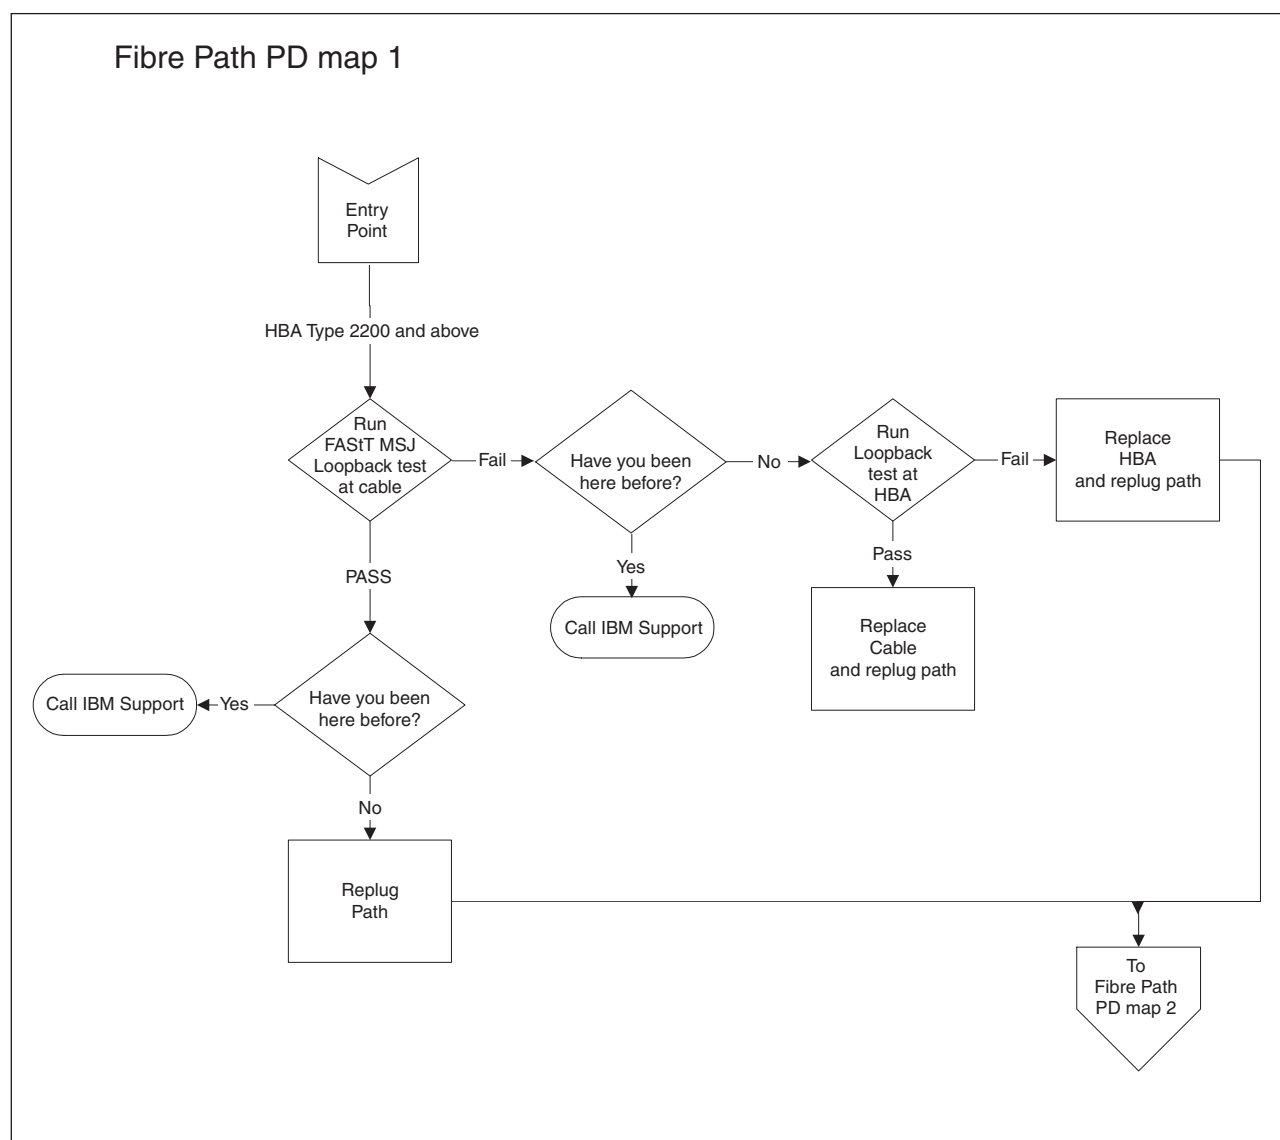 Fibre Path PD map 1
Entry
Point
HBA Type 2200 and above
Run
FAStT MSJ
Loopback test
at cable
Fail
Have you been
here before?
No
Run
Loopback
test at
HBA
Fail
Replace
HBA
and replug path
PASS
Yes
Call IBM Support
Pass
Replace
Cable
and replug path
Call IBM Support
Yes
Have you been
here before?
No
Replug
Path
To
Fibre Path
PD map 2